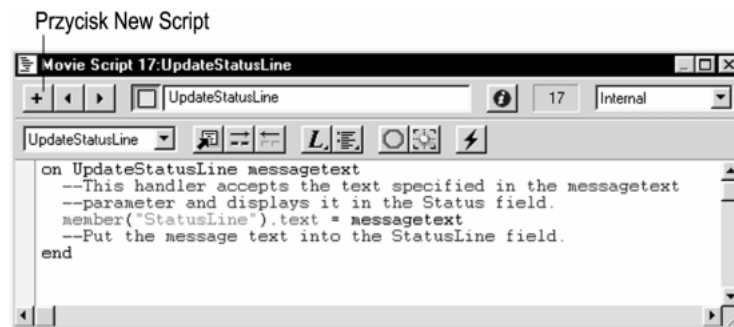 Przycisk New Script
Movie Script 17:UpdateStatusLine
UpdateStatusLine 17 Internal
UpdateStatusLine L
on UpdateStatusLine messagetext
--This handler accepts the text specified in the messagetext
--parameter and displays it in the Status field.
member("StatusLine").text = messagetext
--Put the message text into the StatusLine field.
end